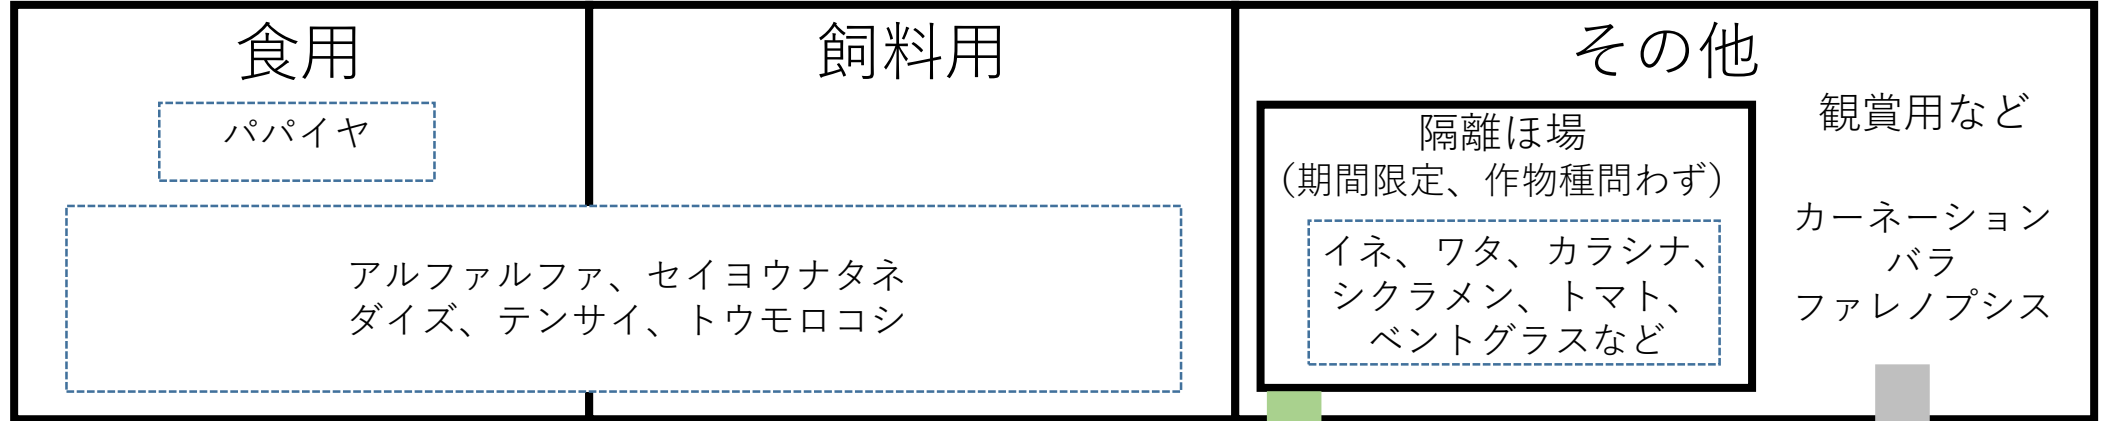 食用
飼料用
その他
パパイヤ
アルファルファ、セイヨウナタネ
ダイズ、テンサイ、トウモロコシ
隔離ほ場
（期間限定、作物種問わず）
イネ、ワタ、カラシナ、
シクラメン、トマト、
ベントグラスなど
観賞用など
カーネーション
バラ
ファレノプシス